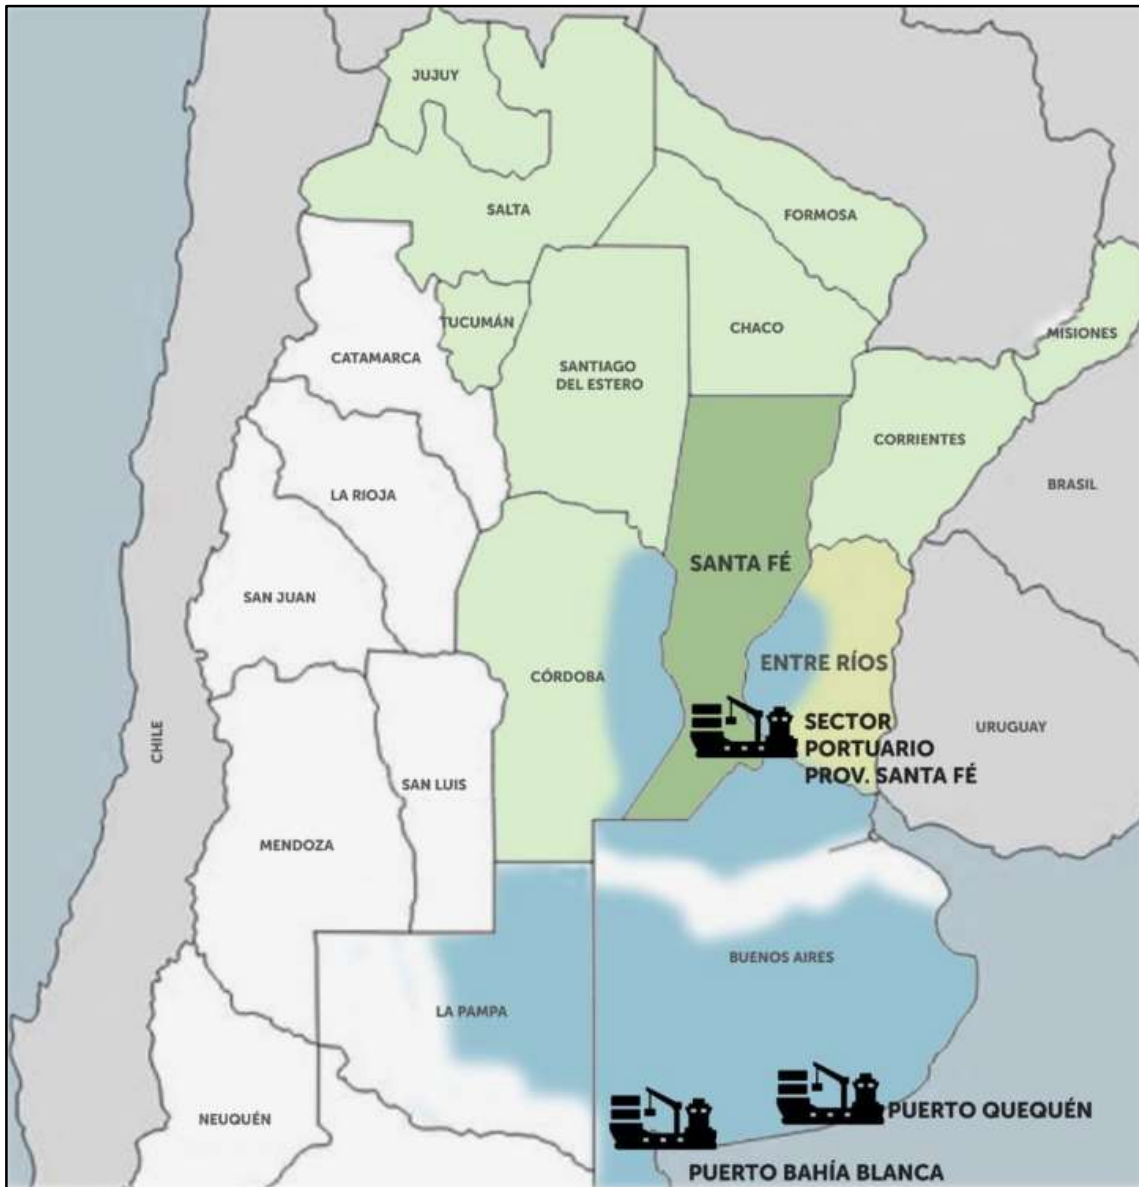 JUJUY
SALTA
FORMOSA
MISIONES
TUCUMÁN
CHACO
CATAMARCA
SANTIAGO
DEL ESTERO
CORRIENTES
BRASIL
LA RIOJA
SANTA FÉ
SAN JUAN
ENTRE RÍOS
CÓRDOBA
SECTOR
PORTUARIO
PROV. SANTA FÉ
URUGUAY
CHILE
SAN LUIS
MENDOZA
BUENOS AIRES
LA PAMPA
NEUQUÉN
PUERTO QUEQUÉN
PUERTO BAHÍA BLANCA